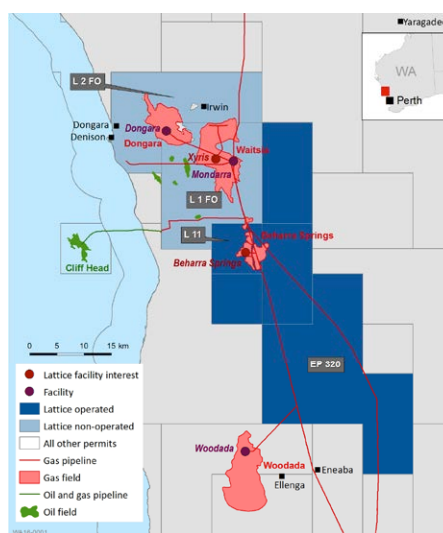 Yaragadee
WA
Perth
L 2 FO
Irwin
Dongara
Denison
Dongara
Dongara
Xyris
Waitsia
Mondarra
L 1 FO
L 11
Beharra Springs
Beharra Springs
Cliff Head
EP 320
0 5 10 15 km
Lattice facility interest
Facility
Lattice operated
Lattice non-operated
All other permits
Gas pipeline
Gas field
Oil and gas pipeline
Oil field
Woodada
Woodada
Eneaba
Ellenga